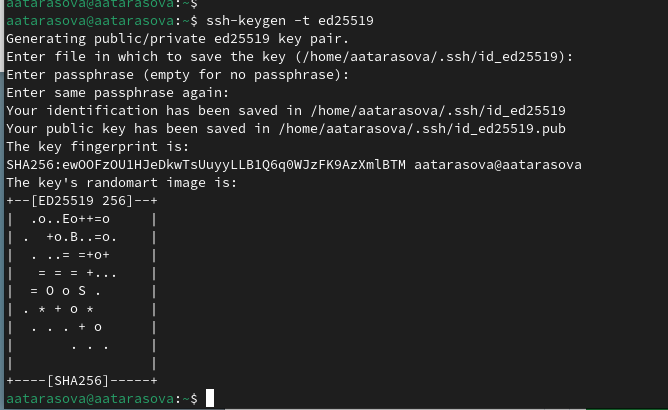 aatarasova@aatarasova:~$
aatarasova@aatarasova:~$ ssh-keygen -t ed25519
Generating public/private ed25519 key pair.
Enter file in which to save the key (/home/aatarasova/.ssh/id_ed25519):
Enter passphrase (empty for no passphrase):
Enter same passphrase again:
Your identification has been saved in /home/aatarasova/.ssh/id_ed25519
Your public key has been saved in /home/aatarasova/.ssh/id_ed25519.pub
The key fingerprint is:
SHA256:ewOOFzOU1HJeDkwTsUuyyLLB1Q6q0WJzFK9AzXmlBTM aatarasova@aatarasova
The key's randomart image is:
+--[ED25519 256]--+
|  .o..Eo++=o     |
| .  +o.B..=o.    |
|  . ..= =+o+     |
|   = = = +...    |
|  = O o S .      |
| . * + o *       |
|  . . . + o      |
|       . . .     |
|                 |
+----[SHA256]-----+
aatarasova@aatarasova:~$